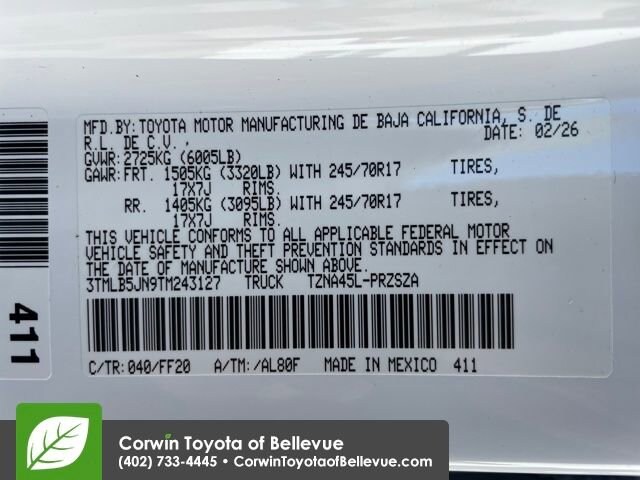 MFD.BY:TOYOTA MOTOR MANUFACTURING DE BAJA CALIFORNIA, S. DE
R.L. DE C.V.,
DATE: 02/26
GVWR:2725KG (6005LB)
GAWR:FRT. 1505KG (3320LB) WITH 245/70R17 TIRES,
17X7J RIMS.
RR. 1405KG (3095LB) WITH 245/70R17 TIRES,
17X7J RIMS.
THIS VEHICLE CONFORMS TO ALL APPLICABLE FEDERAL MOTOR
VEHICLE SAFETY AND THEFT PREVENTION STANDARDS IN EFFECT ON
THE DATE OF MANUFACTURE SHOWN ABOVE.
3TMLB5JN9TM243127 TRUCK TZNA45L-PRZSZA
C/TR:040/FF20 A/TM:/AL80F MADE IN MEXICO 411
411
Corwin Toyota of Bellevue
(402) 733-4445 • CorwinToyotaofBellevue.com